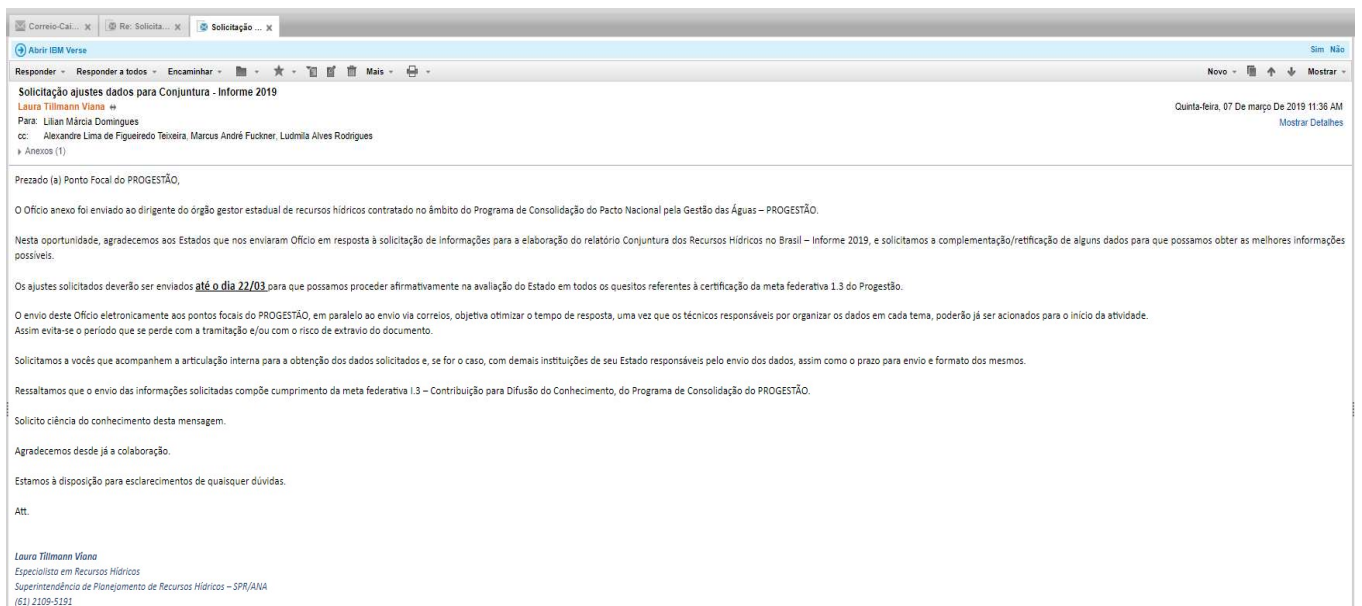 Correio-Cai... x Re: Solicita... x Solicitação ... x
Abrir IBM Verse Sim Não
Responder Responder a todos Encaminhar Mais Novo Mostrar
Solicitação ajustes dados para Conjuntura - Informe 2019
Laura Tillmann Viana
Quinta-feira, 07 De março De 2019 11:36 AM
Para: Lilian Márcia Domingues
Mostrar Detalhes
cc: Alexandre Lima de Figueiredo Teixeira, Marcus André Fuckner, Ludmila Alves Rodrigues
Anexos (1)
Prezado (a) Ponto Focal do PROGESTÃO,
O Ofício anexo foi enviado ao dirigente do órgão gestor estadual de recursos hídricos contratado no âmbito do Programa de Consolidação do Pacto Nacional pela Gestão das Águas – PROGESTÃO.
Nesta oportunidade, agradecemos aos Estados que nos enviaram Ofício em resposta à solicitação de informações para a elaboração do relatório Conjuntura dos Recursos Hídricos no Brasil – Informe 2019, e solicitamos a complementação/retificação de alguns dados para que possamos obter as melhores informações
possíveis.
Os ajustes solicitados deverão ser enviados até o dia 22/03 para que possamos proceder afirmativamente na avaliação do Estado em todos os quesitos referentes à certificação da meta federativa 1.3 do Progestão.
O envio deste Ofício eletronicamente aos pontos focais do PROGESTÃO, em paralelo ao envio via correios, objetiva otimizar o tempo de resposta, uma vez que os técnicos responsáveis por organizar os dados em cada tema, poderão já ser acionados para o início da atividade.
Assim evita-se o período que se perde com a tramitação e/ou com o risco de extravio do documento.
Solicitamos a vocês que acompanhem a articulação interna para a obtenção dos dados solicitados e, se for o caso, com demais instituições de seu Estado responsáveis pelo envio dos dados, assim como o prazo para envio e formato dos mesmos.
Ressaltamos que o envio das informações solicitadas compõe cumprimento da meta federativa I.3 – Contribuição para Difusão do Conhecimento, do Programa de Consolidação do PROGESTÃO.
Solicito ciência do conhecimento desta mensagem.
Agradecemos desde já a colaboração.
Estamos à disposição para esclarecimentos de quaisquer dúvidas.
Att.
Laura Tillmann Viana
Especialista em Recursos Hídricos
Superintendência de Planejamento de Recursos Hídricos – SPR/ANA
(61) 2109-5191